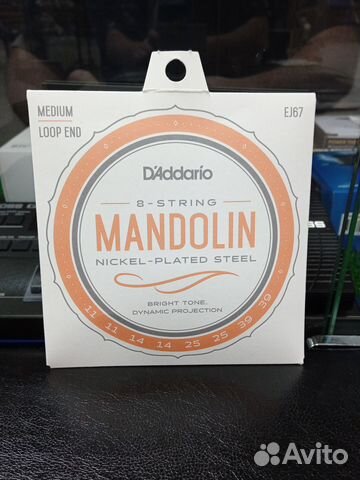 MEDIUM
EJ67
LOOP END
D'Addario
8-STRING
MANDOLIN
NICKEL-PLATED STEEL
BRIGHT TONE,
DYNAMIC PROJECTION
11 11 14 14 25 25 39 39
Avito